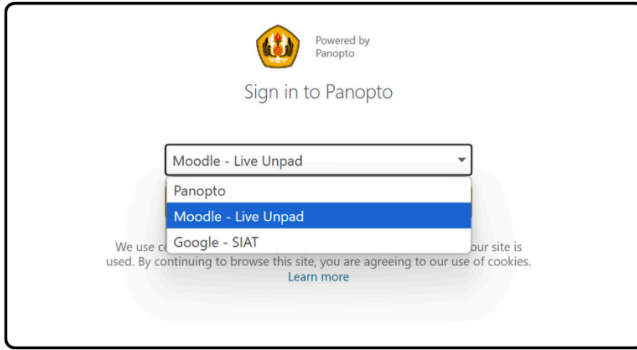 Powered by
Panopto
Sign in to Panopto
Moodle - Live Unpad
Panopto
Moodle - Live Unpad
Google - SIAT
We use our site is
used. By continuing to browse this site, you are agreeing to our use of cookies.
Learn more